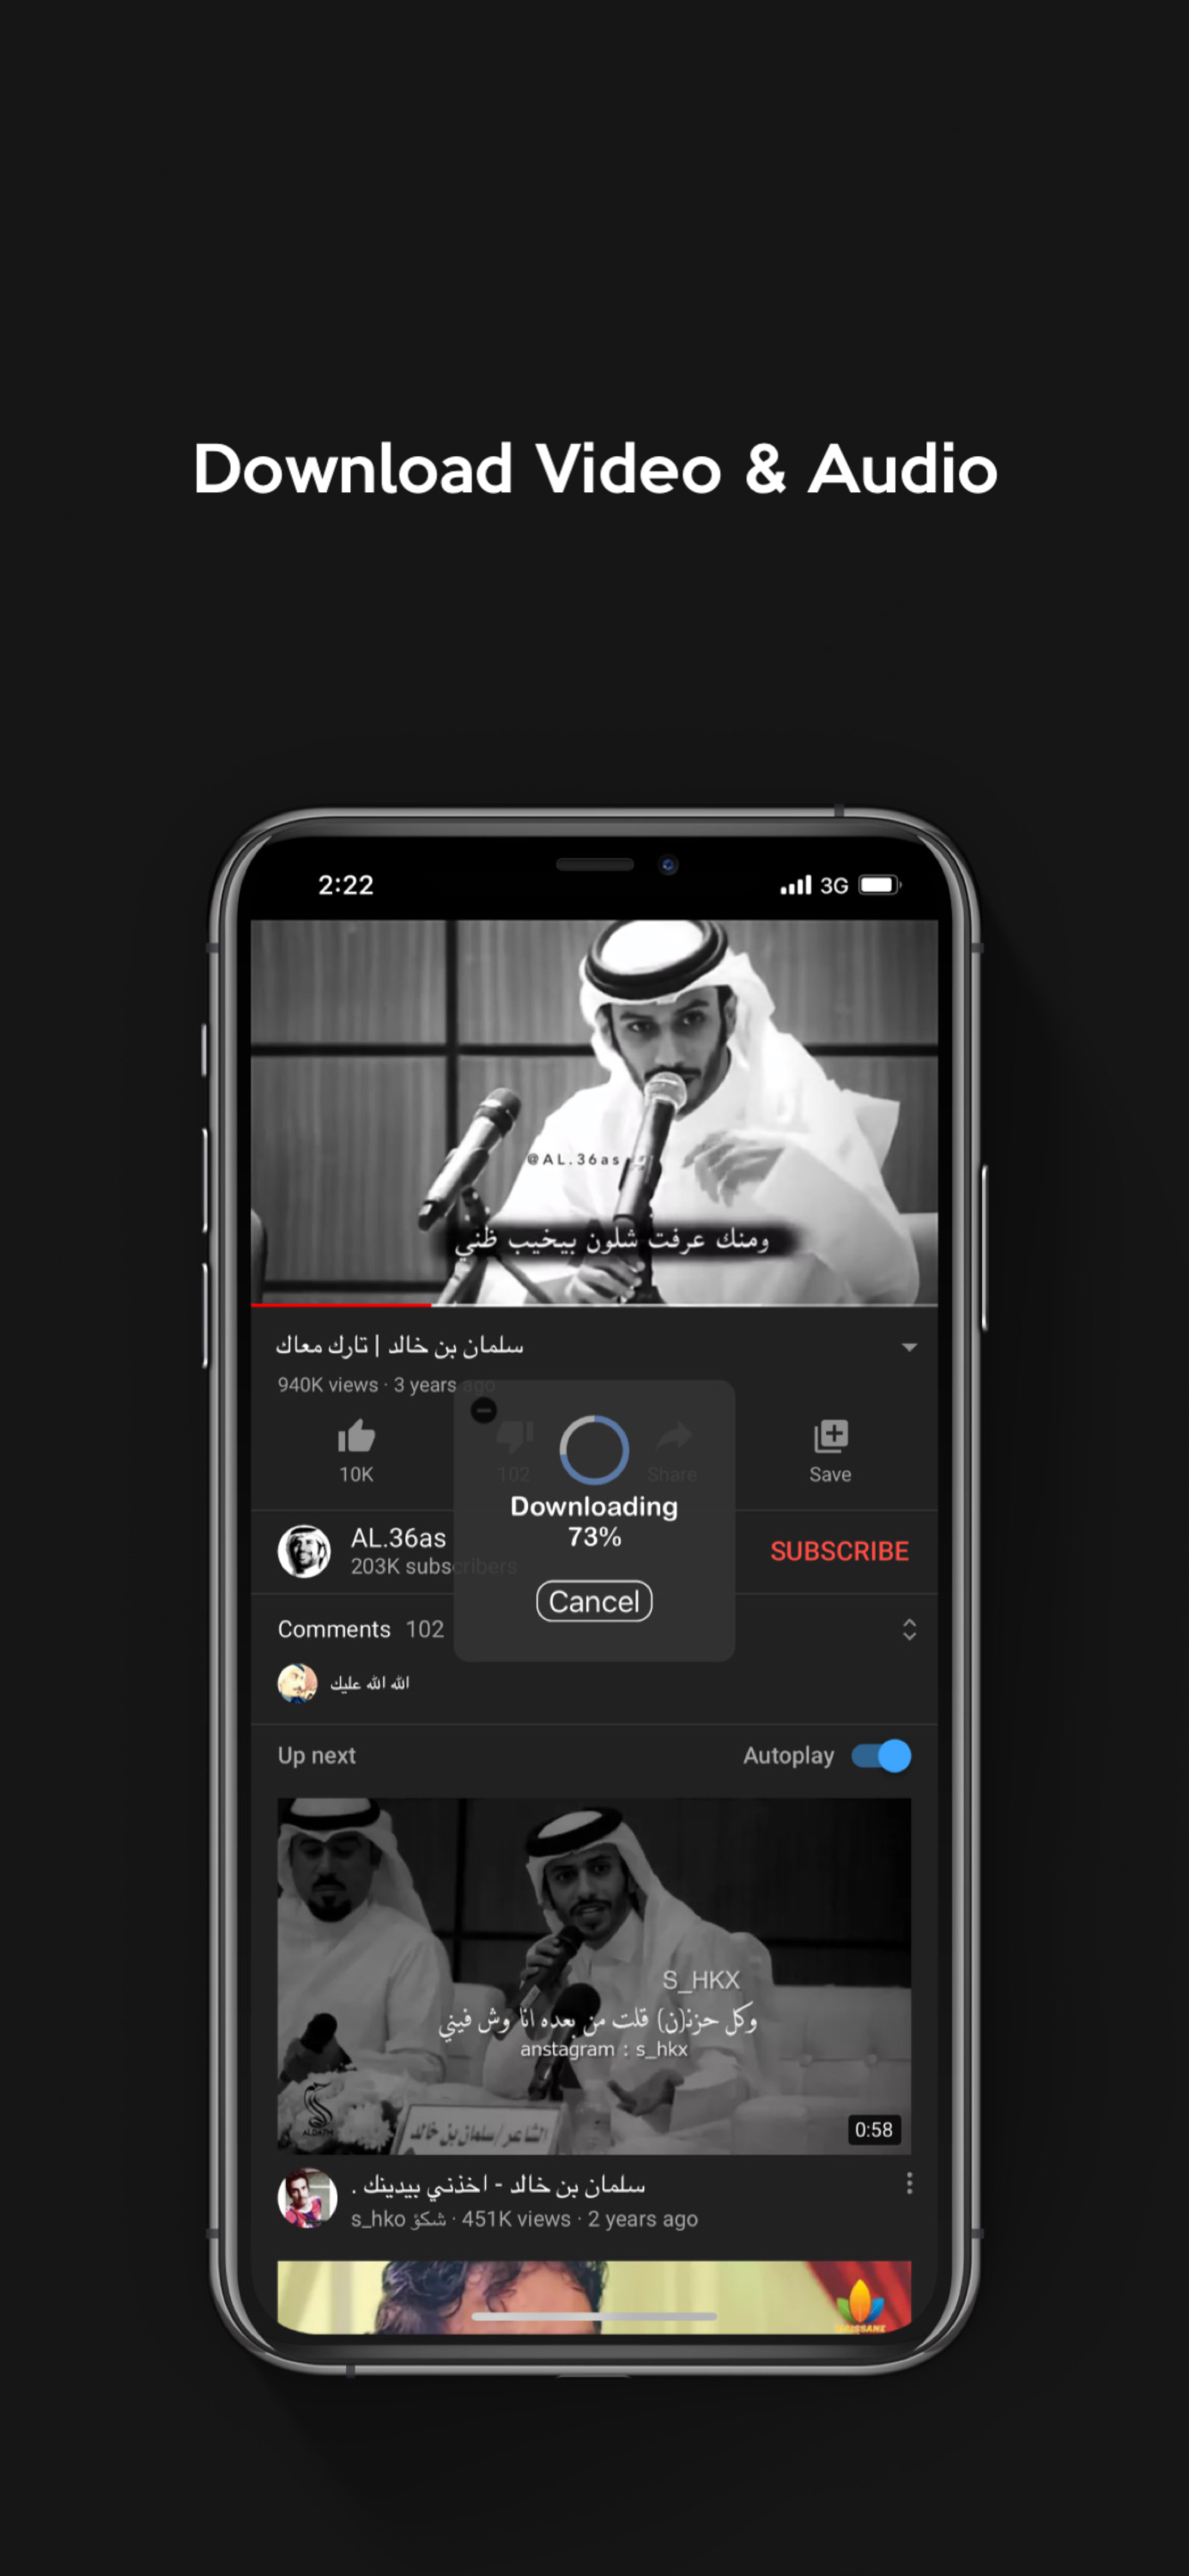 Download Video & Audio
2:22
3G
@AL.36as
ومنك عرفت شلون بيخيب ظني
سلمان بن خالد | تارك معاك
940K views · 3 years ago
10K
102
Share
Save
Downloading
73%
Cancel
AL.36as
203K subscribers
SUBSCRIBE
Comments 102
الله الله عليك
Up next
Autoplay
S_HKX
وكل حزن(ن) قلت من بعده انا وش فيني
anstagram : s_hkx
الشاعر/سلمان بن خالد
0:58
سلمان بن خالد - اخذني بيدينك .
s_hko شكؤ · 451K views · 2 years ago